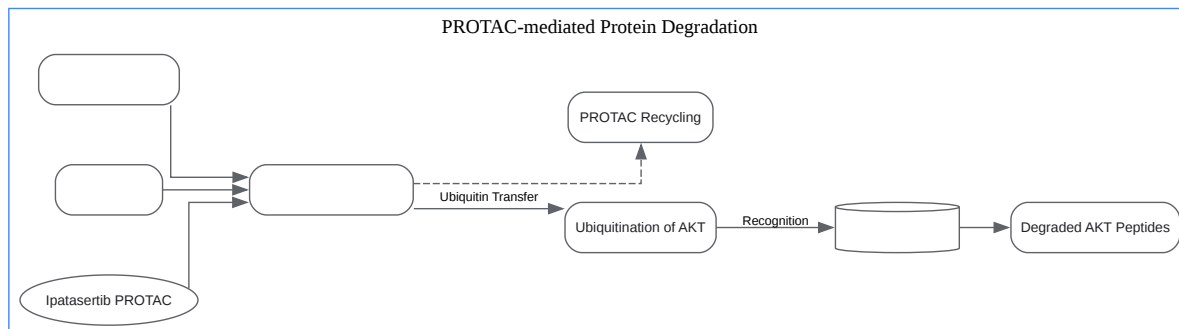 PROTAC-mediated Protein Degradation
PROTAC Recycling
Ubiquitin Transfer
Ubiquitination of AKT
Recognition
Degraded AKT Peptides
Ipatasertib PROTAC